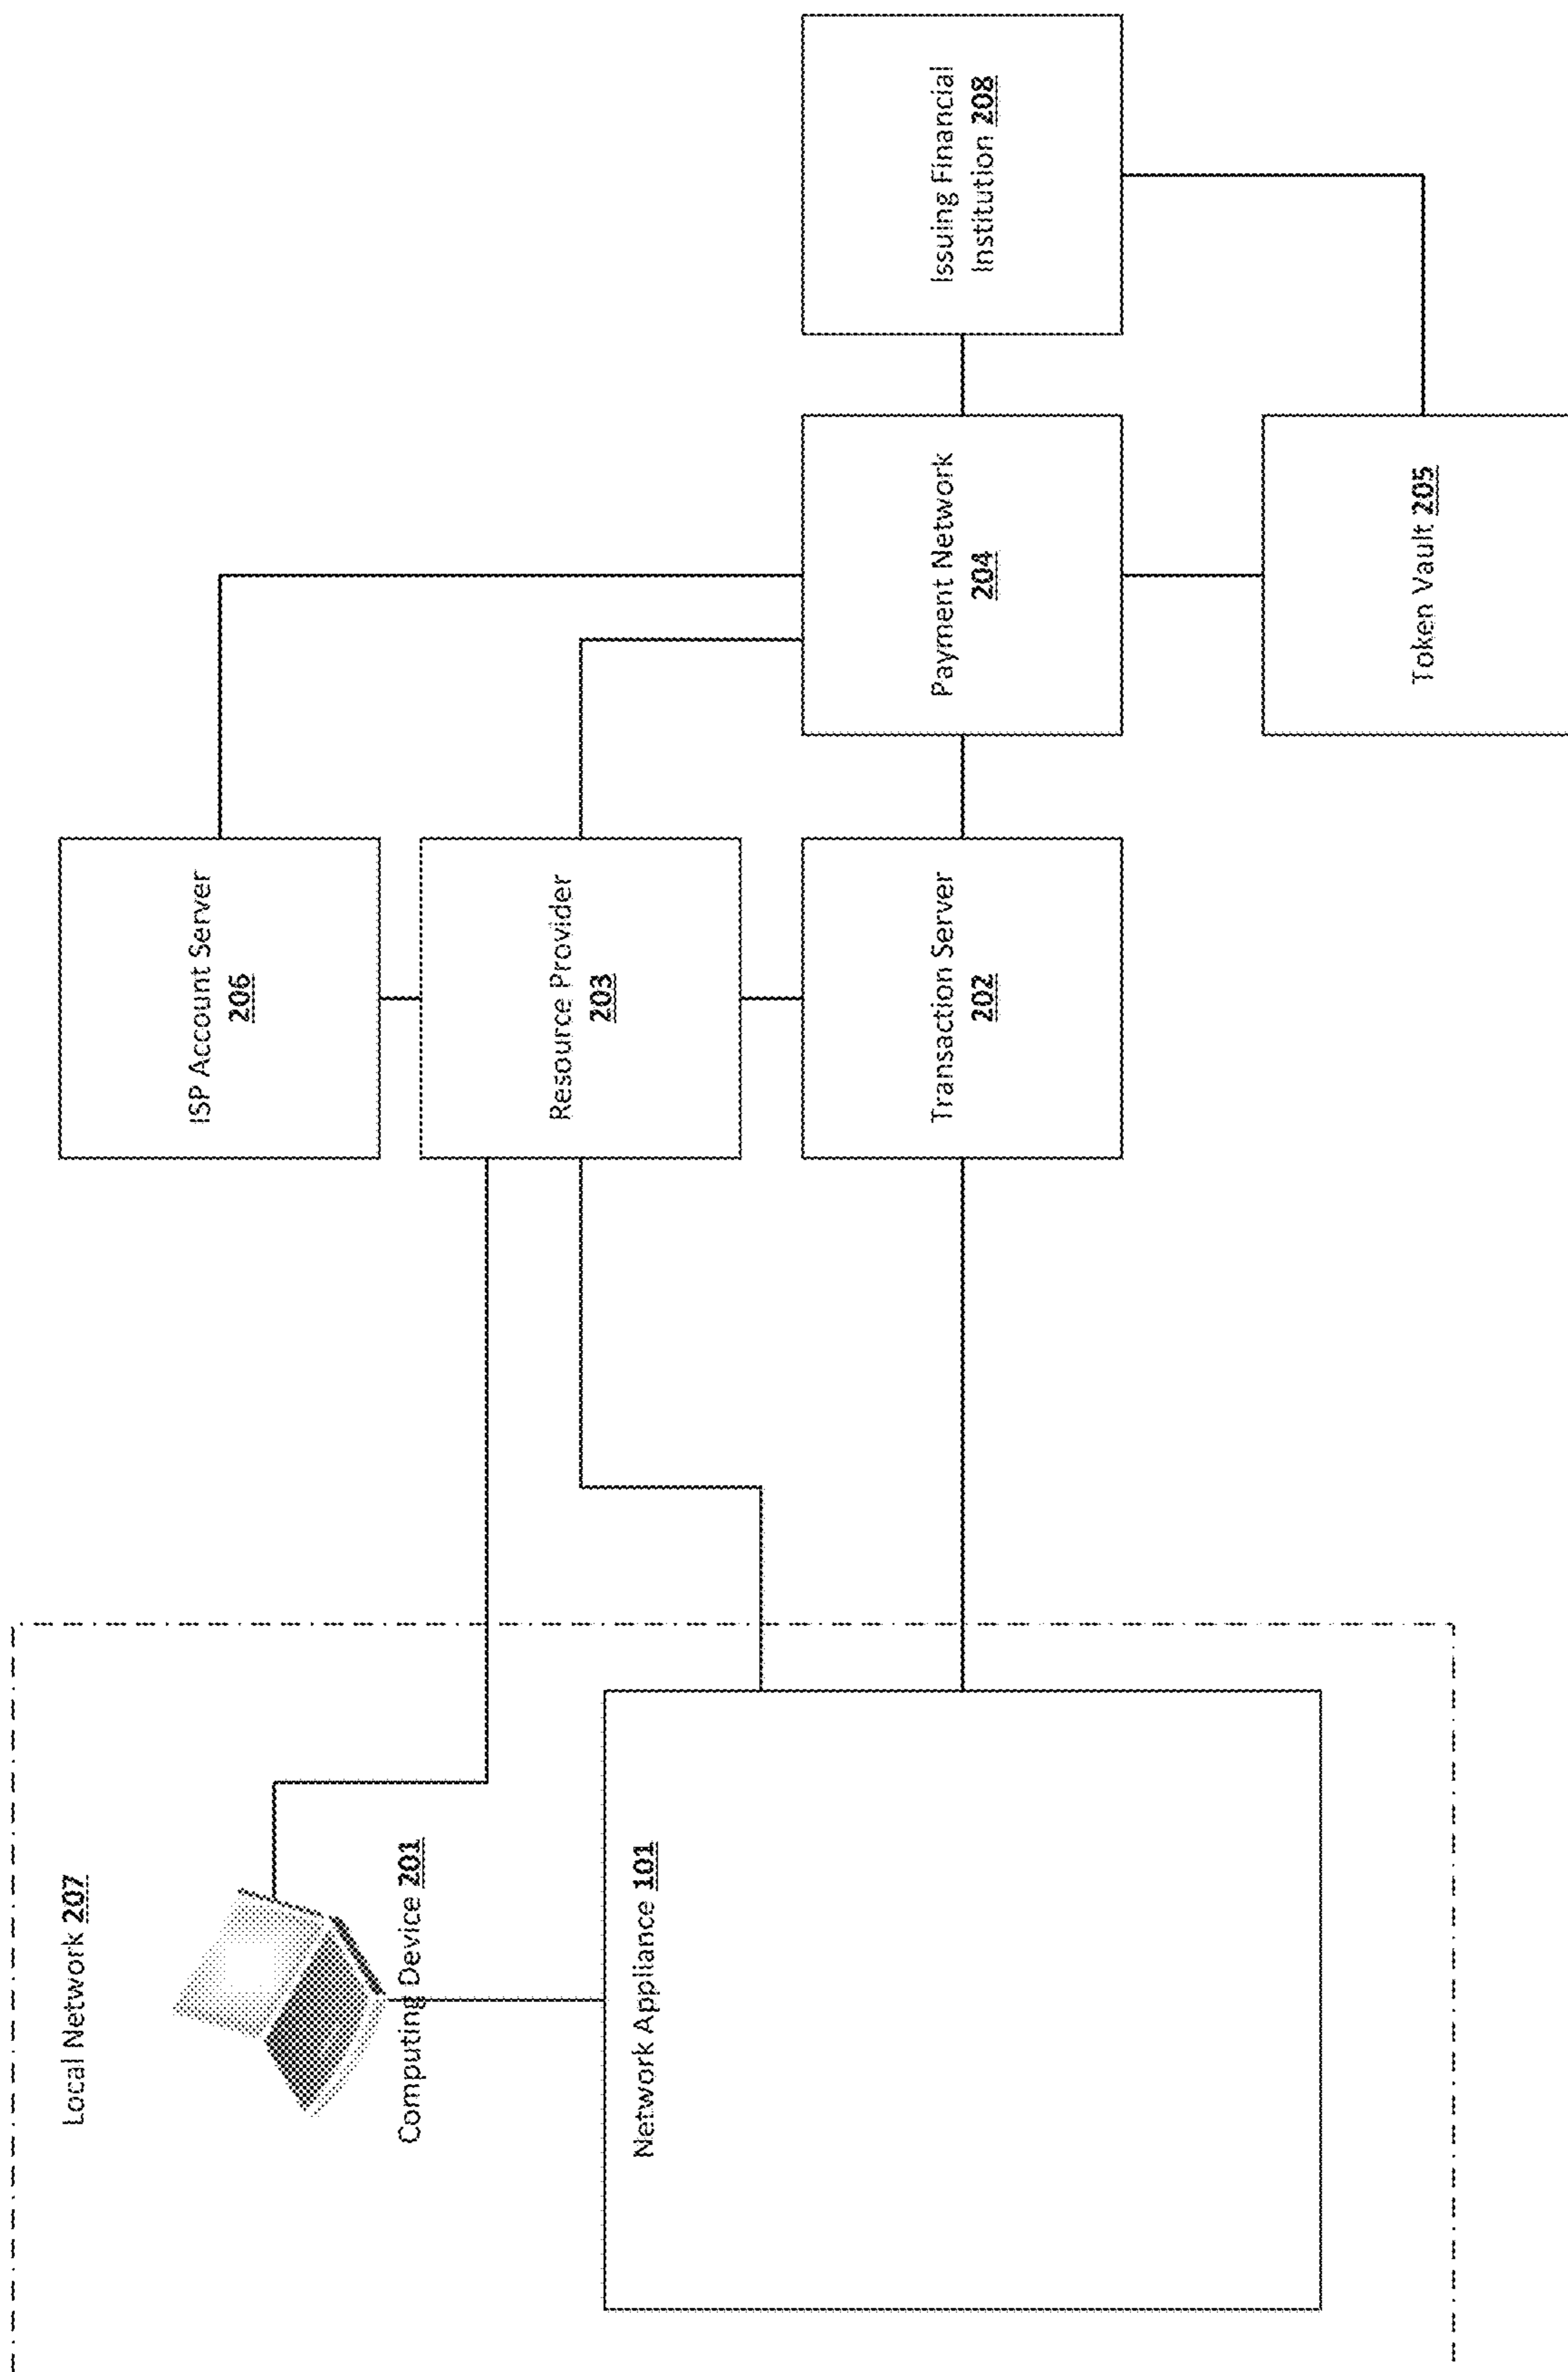 Local Network 207
Computing Device 201
Network Appliance 101
ISP Account Server
206
Resource Provider
203
Transaction Server
202
Payment Network
204
Token Vault 205
Issuing Financial
Institution 208